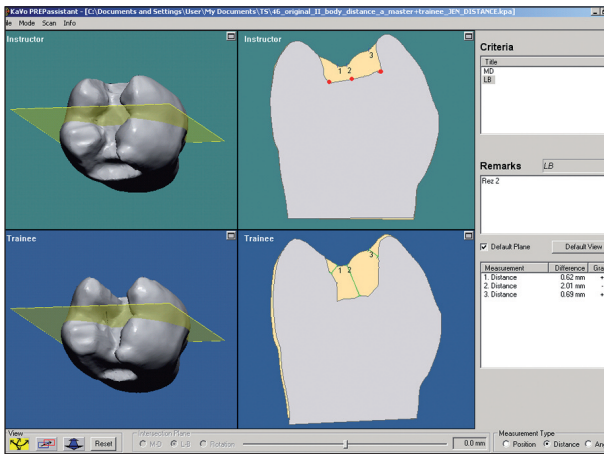 KaVo PREPassistant - [C:\Documents and Settings\User\My Documents\TS\46_original_II_body_distance_a_master+trainee_JEN_DISTANCE.kpa]
le Mode Scan Info
Instructor
Instructor
1 2 3
Trainee
Trainee
1 2 3
Criteria
Title
MD
LB
Remarks LB
Rez 2
Default Plane Default View
Measurement Difference Gra
1. Distance 0.62 mm +
2. Distance 2.01 mm -
3. Distance 0.69 mm +
View
Reset
Intersection Plane
M-D L-B Rotation 0.0 mm
Measurement Type
Position Distance An